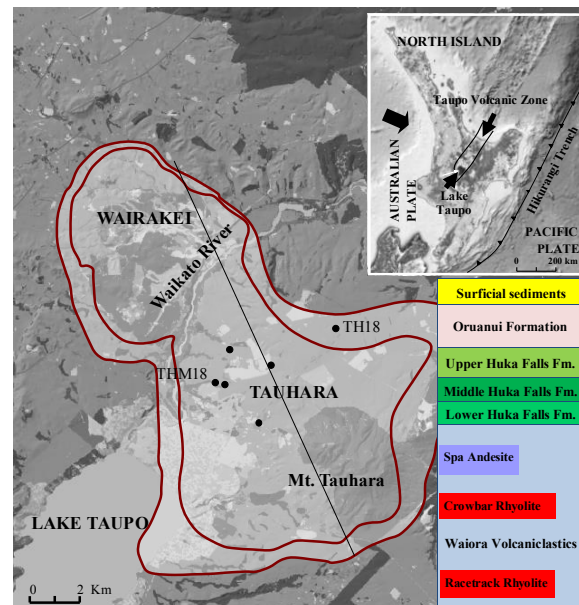 NORTH ISLAND
Taupo Volcanic Zone
AUSTRALIAN
PLATE
Lake
Taupo
Hikurangi Trench
PACIFIC
PLATE
0 200 km
WAIRAKEI
Waikato River
TH18
THM18
TAUHARA
Mt. Tauhara
LAKE TAUPO
0 2 Km
Surficial sediments
Oruanui Formation
Upper Huka Falls Fm.
Middle Huka Falls Fm.
Lower Huka Falls Fm.
Spa Andesite
Crowbar Rhyolite
Waiora Volcaniclastics
Racetrack Rhyolite